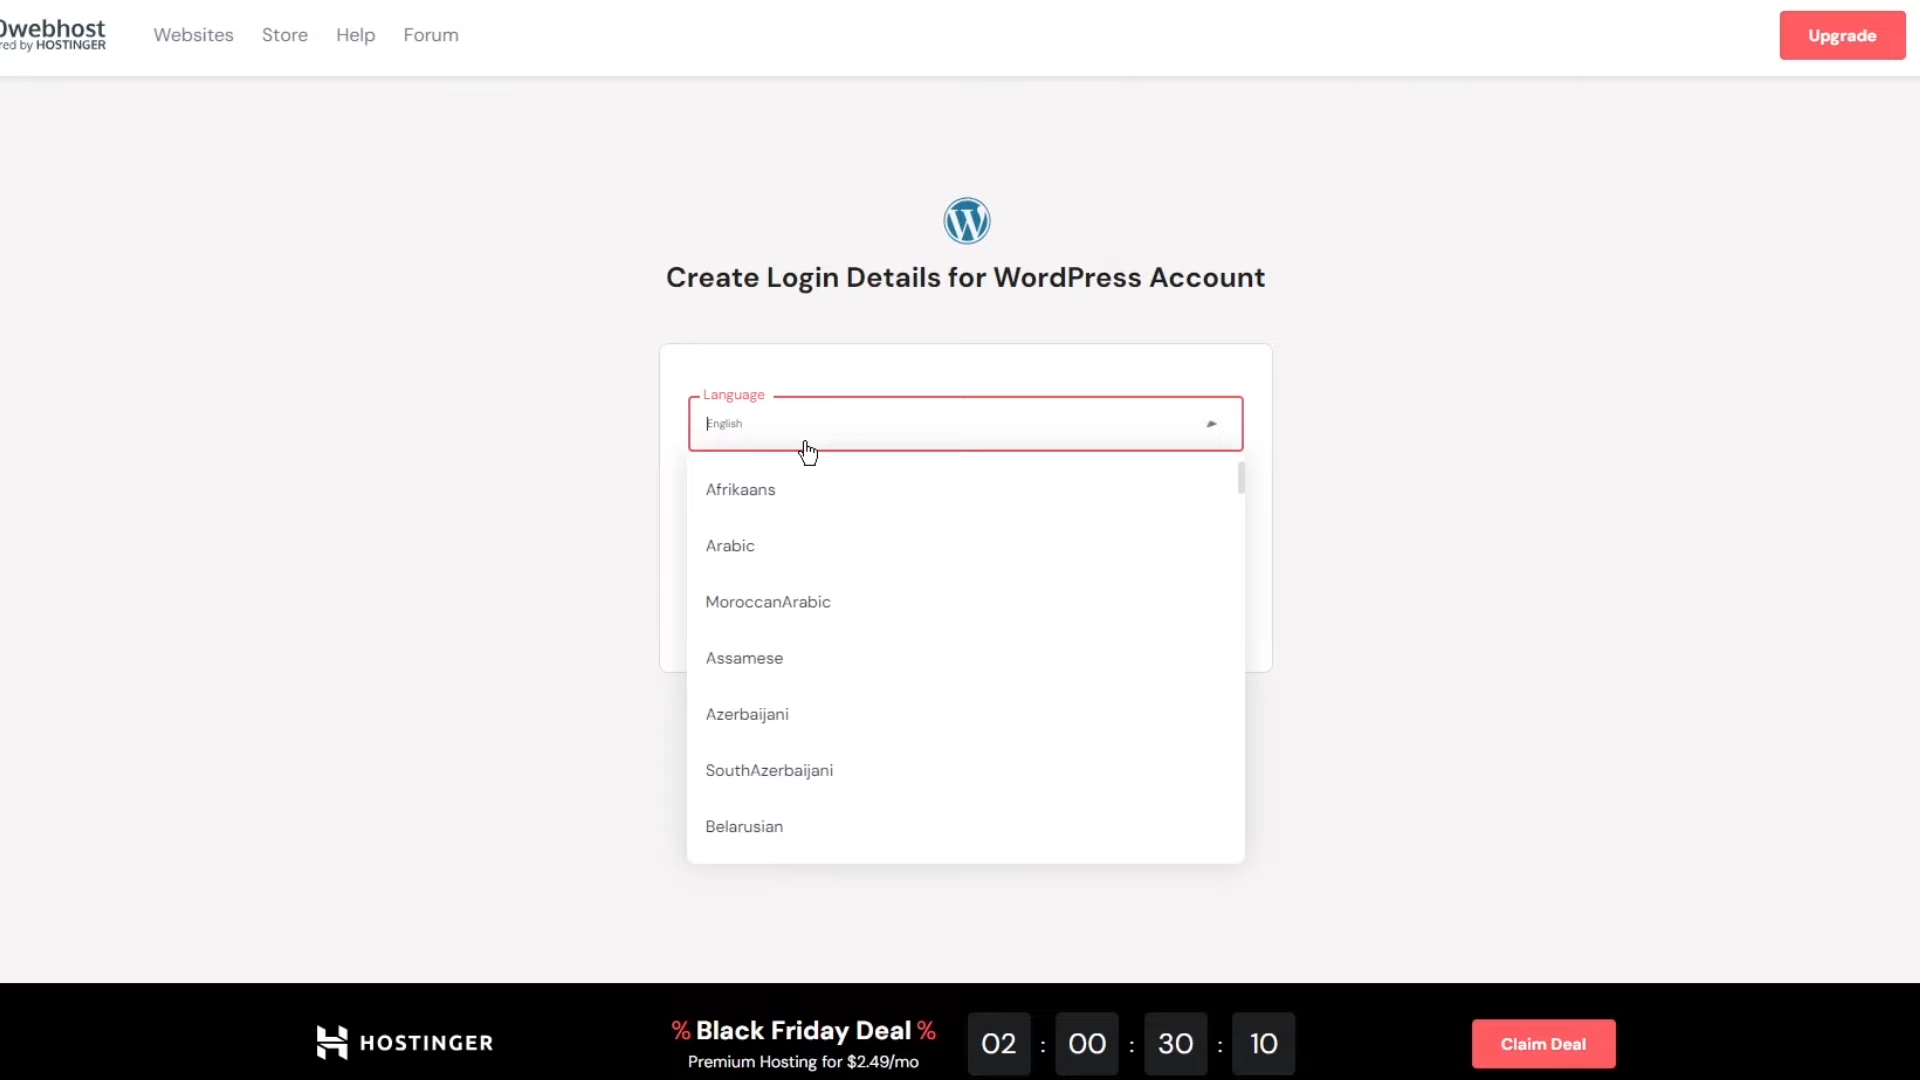 0webhost
red by HOSTINGER
Websites
Store
Help
Forum
Upgrade
Create Login Details for WordPress Account
Language
English
Afrikaans
Arabic
MoroccanArabic
Assamese
Azerbaijani
SouthAzerbaijani
Belarusian
HOSTINGER
% Black Friday Deal %
Premium Hosting for $2.49/mo
02 : 00 : 30 : 10
Claim Deal